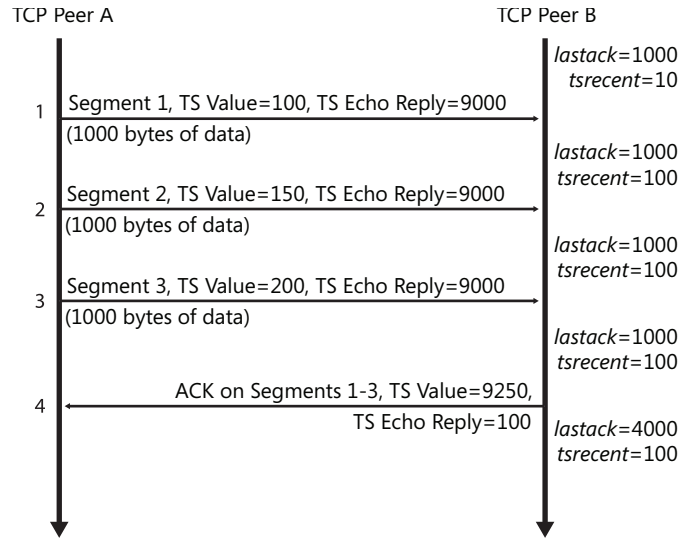 TCP Peer A
TCP Peer B
lastack=1000
tsrecent=10
1
Segment 1, TS Value=100, TS Echo Reply=9000
(1000 bytes of data)
lastack=1000
tsrecent=100
2
Segment 2, TS Value=150, TS Echo Reply=9000
(1000 bytes of data)
lastack=1000
tsrecent=100
3
Segment 3, TS Value=200, TS Echo Reply=9000
(1000 bytes of data)
lastack=1000
tsrecent=100
4
ACK on Segments 1-3, TS Value=9250,
TS Echo Reply=100
lastack=4000
tsrecent=100